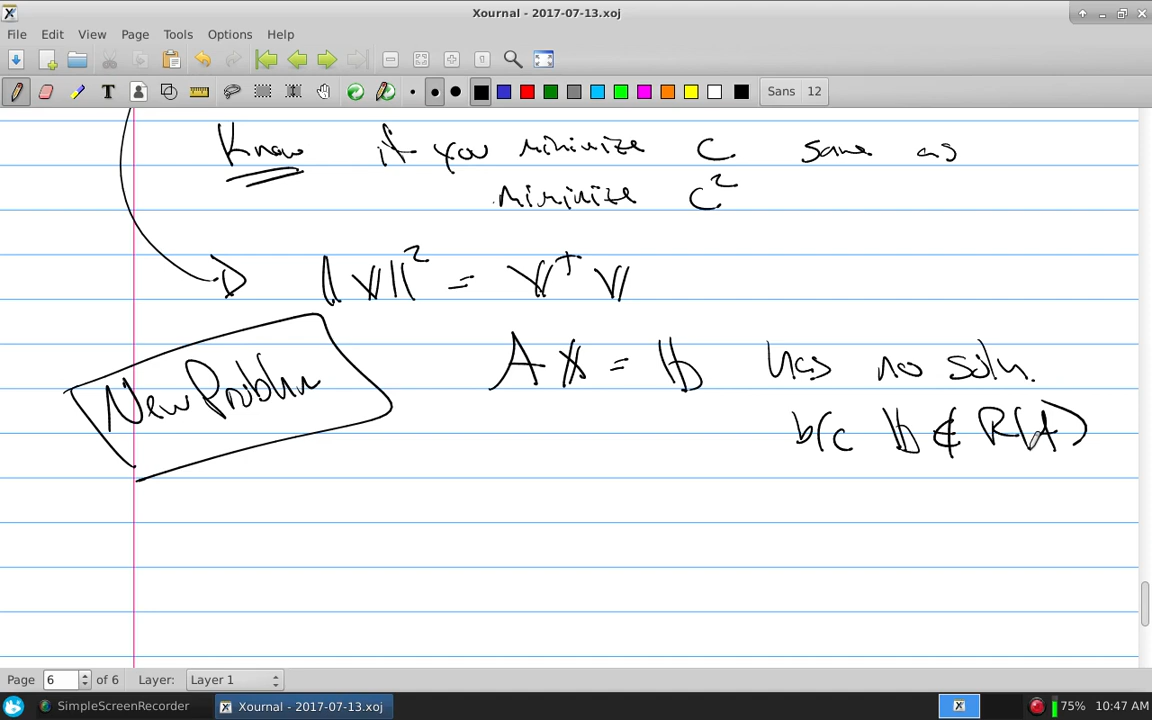 Xournal - 2017-07-13.xoj
File Edit View Page Tools Options Help
Sans 12
Know if you minimize C same as
minimize C²
||𝕍||² = 𝕍ᵀ𝕍
New Problem
A𝕏 = 𝕓 has no soln.
b/c 𝕓 ∉ R(A)
Page 6 of 6 Layer: Layer 1
SimpleScreenRecorder Xournal - 2017-07-13.xoj 75% 10:47 AM